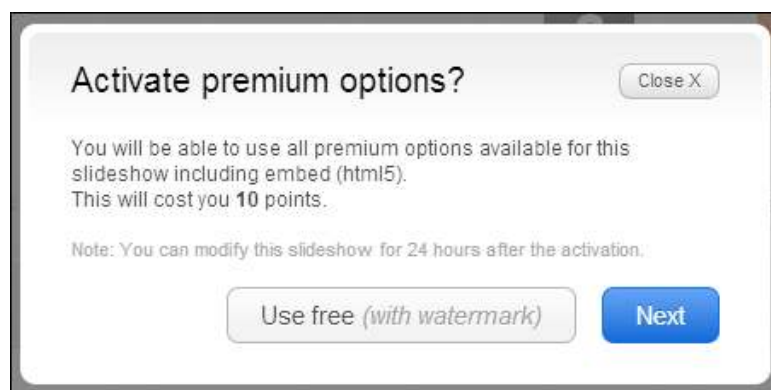 Activate premium options?
Close X
You will be able to use all premium options available for this
slideshow including embed (html5).
This will cost you 10 points.
Note: You can modify this slideshow for 24 hours after the activation.
Use free (with watermark)
Next